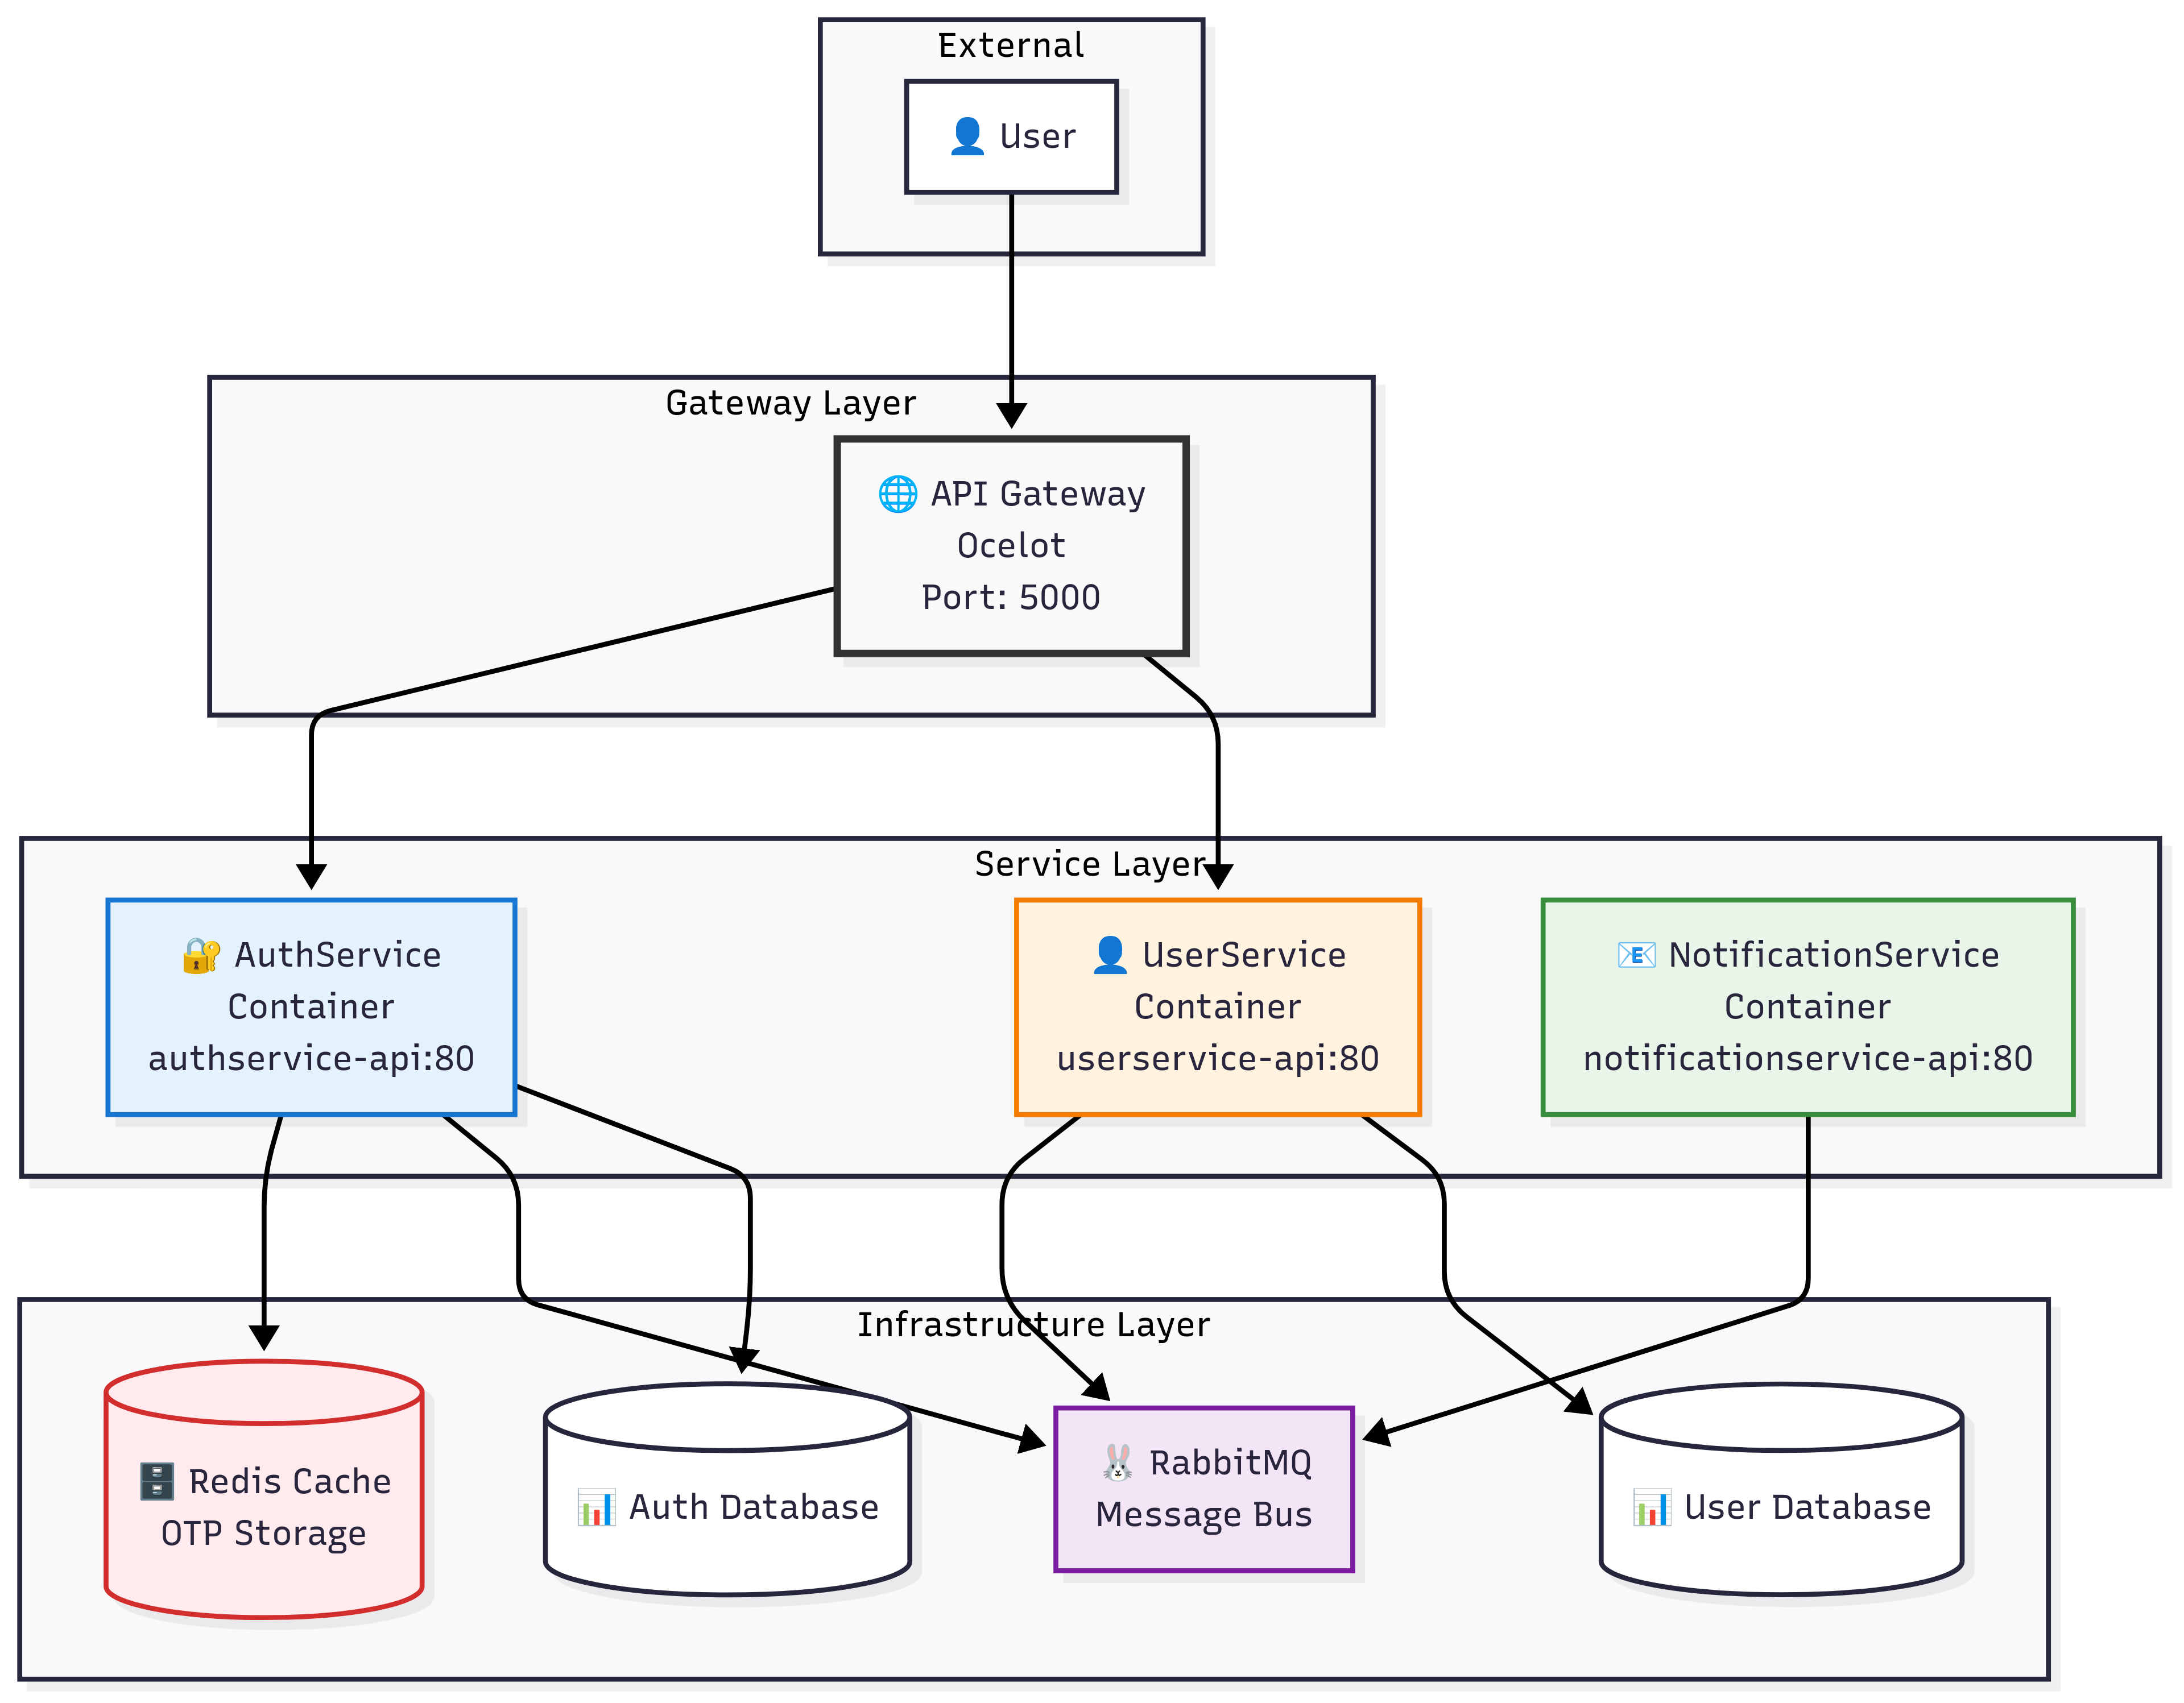 External
User
Gateway Layer
API Gateway
Ocelot
Port: 5000
Service Layer
AuthService
Container
authservice-api:80
UserService
Container
userservice-api:80
NotificationService
Container
notificationservice-api:80
Infrastructure Layer
Redis Cache
OTP Storage
Auth Database
RabbitMQ
Message Bus
User Database